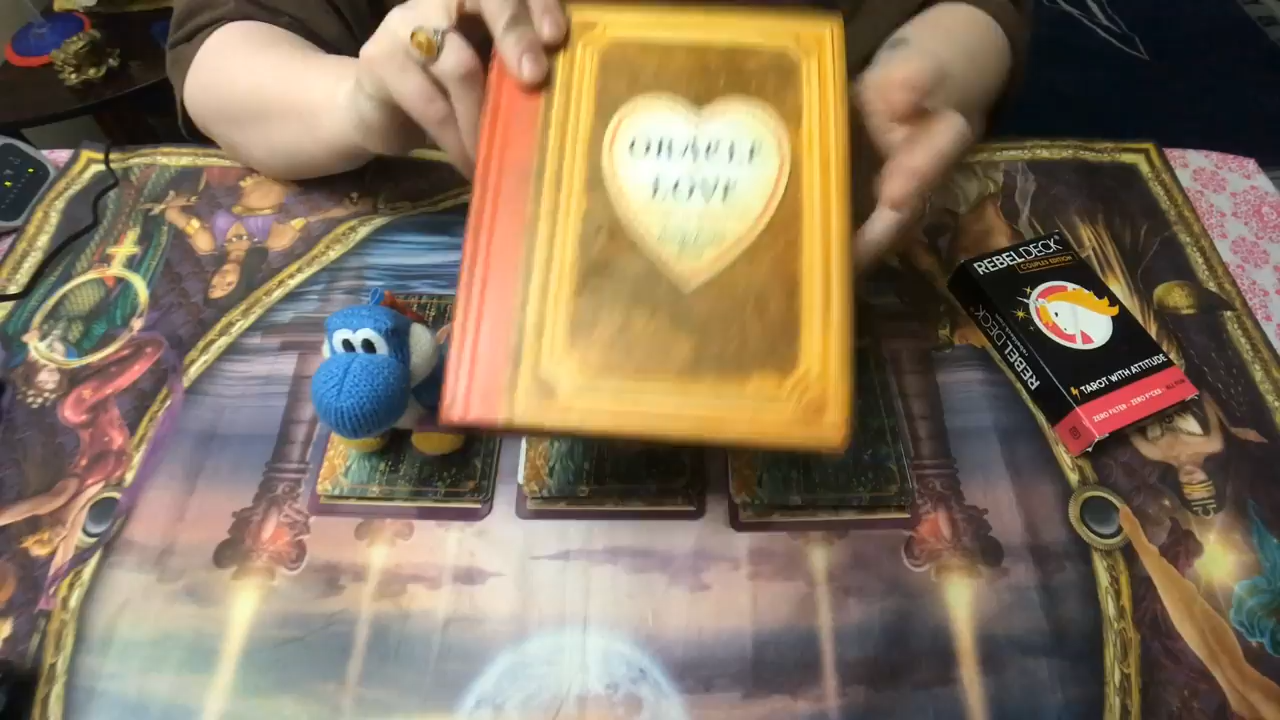 ORACLE
LOVE
REBEL DECK®
COUPLES EDITION
REBEL DECK
TAROT WITH ATTITUDE
ZERO FILTER - ZERO F*CKS - ALL FUN